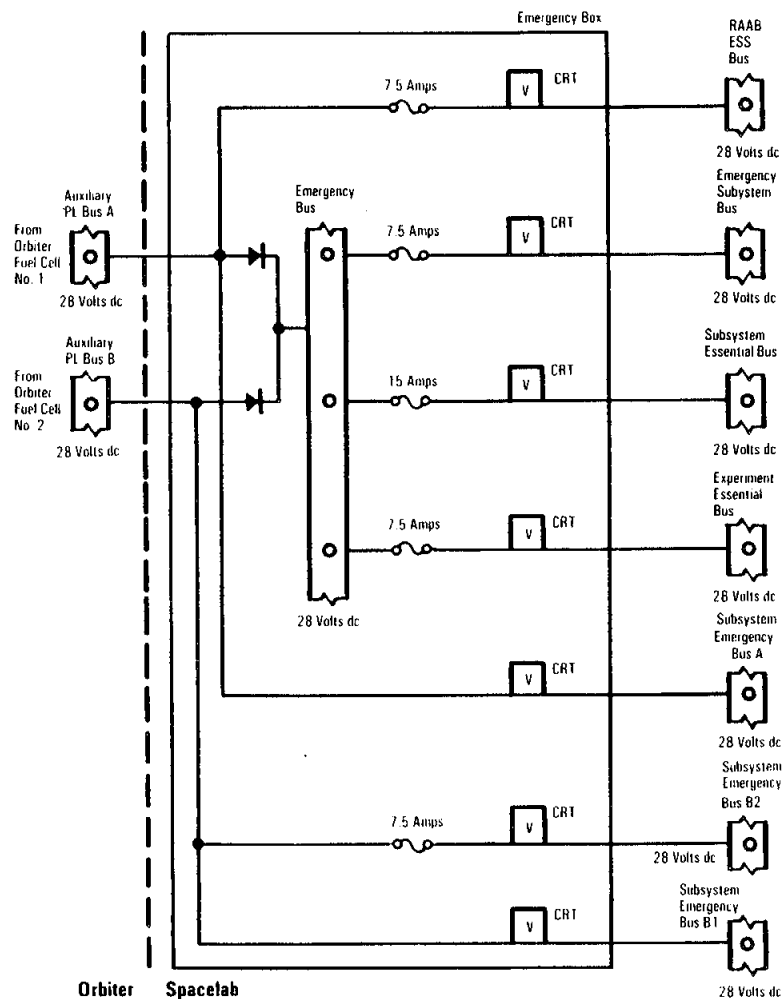 Emergency Box
RAAB
ESS
Bus
7.5 Amps
V
CRT
28 Volts dc
Auxiliary
PL Bus A
From
Orbiter
Fuel Cell
No. 1
28 Volts dc
Emergency
Bus
7.5 Amps
V
CRT
Emergency
Subystem
Bus
28 Volts dc
Auxiliary
PL Bus B
From
Orbiter
Fuel Cell
No. 2
28 Volts dc
15 Amps
V
CRT
Subsystem
Essential Bus
28 Volts dc
7.5 Amps
V
CRT
Experiment
Essential
Bus
28 Volts dc
28 Volts dc
V
CRT
Subsystem
Emergency
Bus A
28 Volts dc
7.5 Amps
V
CRT
Subsystem
Emergency
Bus B2
28 Volts dc
V
CRT
Subsystem
Emergency
Bus B1
28 Volts dc
Orbiter
Spacelab